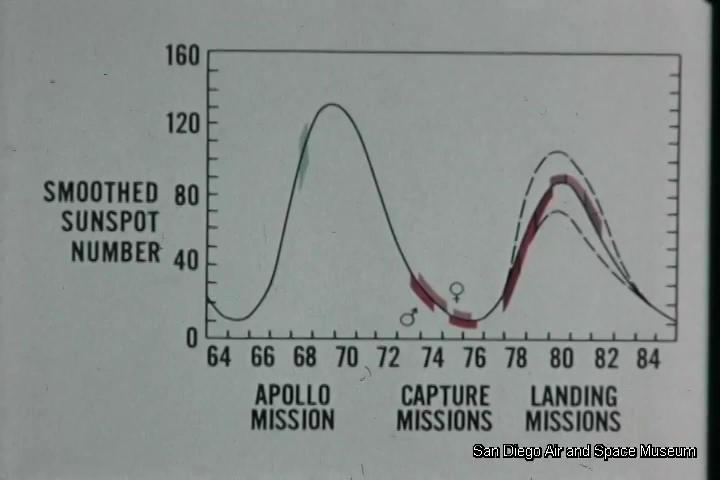 160
120
SMOOTHED
SUNSPOT
NUMBER
80
40
0
♂
♀
64 66 68 70 72 74 76 78 80 82 84
APOLLO
MISSION
CAPTURE
MISSIONS
LANDING
MISSIONS
San Diego Air and Space Museum